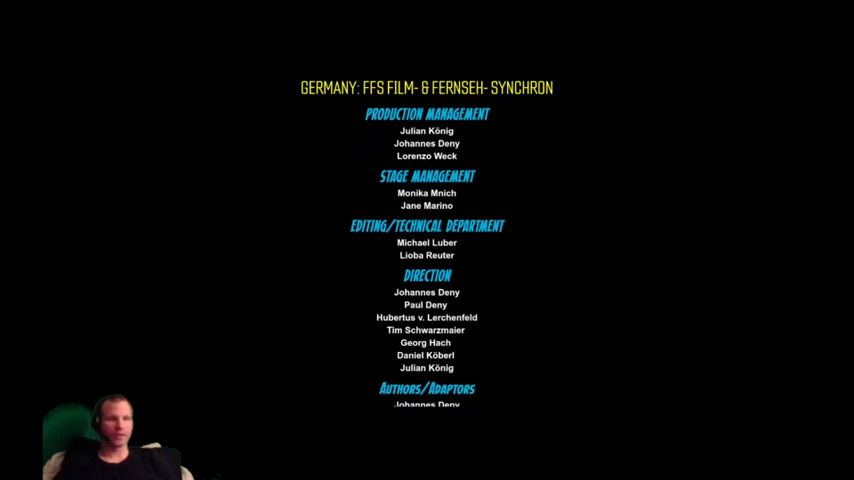 GERMANY: FFS FILM- & FERNSEH- SYNCHRON
PRODUCTION MANAGEMENT
Julian König
Johannes Deny
Lorenzo Weck
STAGE MANAGEMENT
Monika Mnich
Jane Marino
EDITING/TECHNICAL DEPARTMENT
Michael Luber
Lioba Reuter
DIRECTION
Johannes Deny
Paul Deny
Hubertus v. Lerchenfeld
Tim Schwarzmaier
Georg Hach
Daniel Köberl
Julian König
AUTHORS/ADAPTORS
Johannes Deny